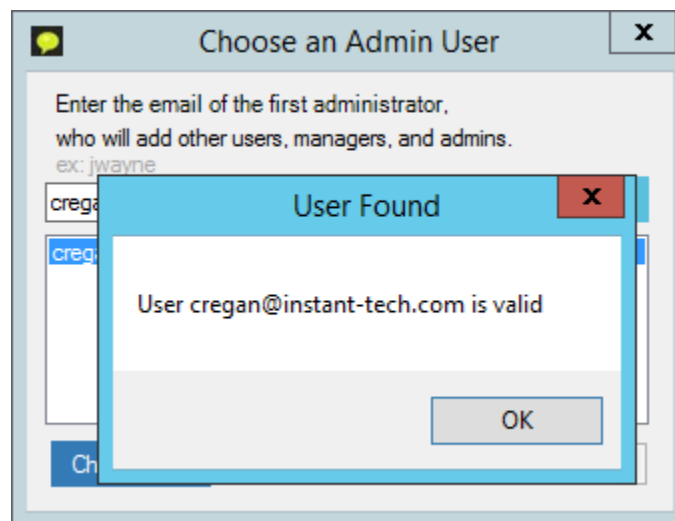 Choose an Admin User
x
Enter the email of the first administrator,
who will add other users, managers, and admins.
ex: jwayne
User Found
x
User cregan@instant-tech.com is valid
OK